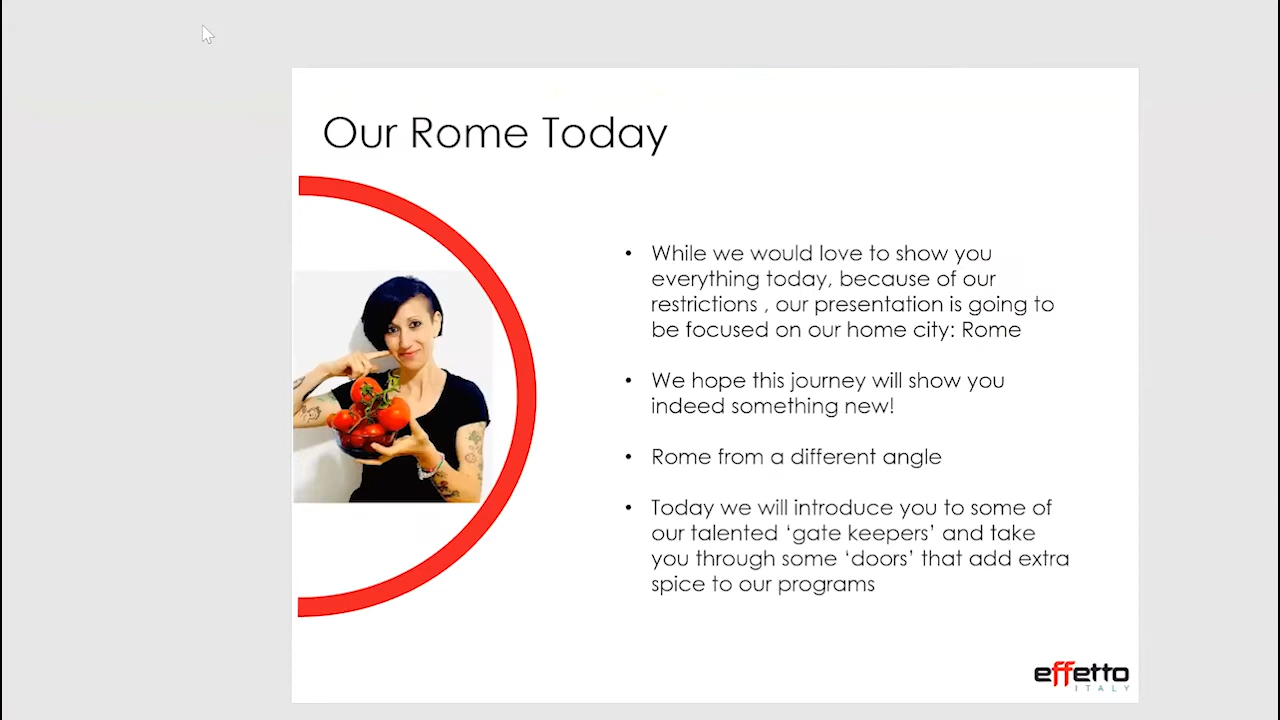 Our Rome Today
• While we would love to show you
everything today, because of our
restrictions , our presentation is going to
be focused on our home city: Rome
• We hope this journey will show you
indeed something new!
• Rome from a different angle
• Today we will introduce you to some of
our talented ‘gate keepers’ and take
you through some ‘doors’ that add extra
spice to our programs
effetto
ITALY